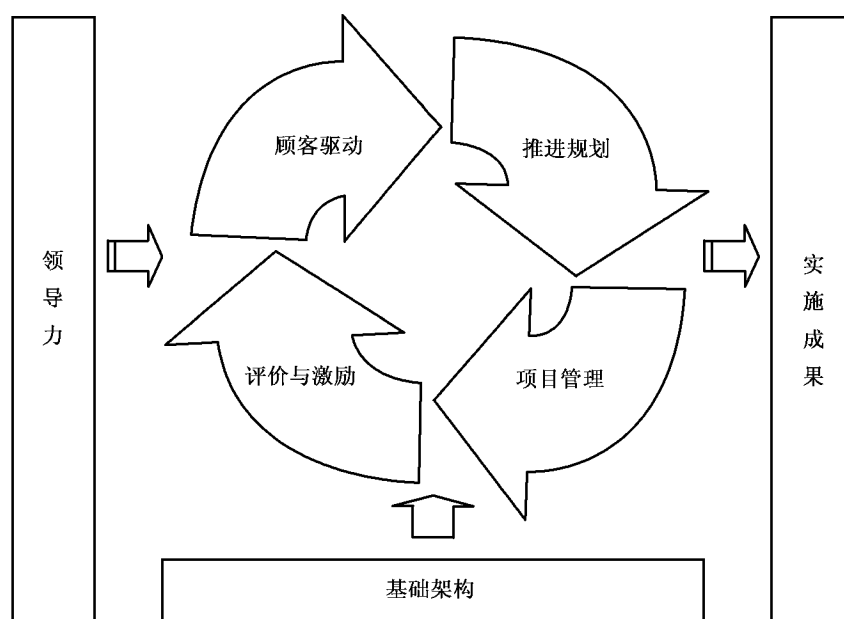 领导力
顾客驱动
推进规划
实施成果
评价与激励
项目管理
基础架构